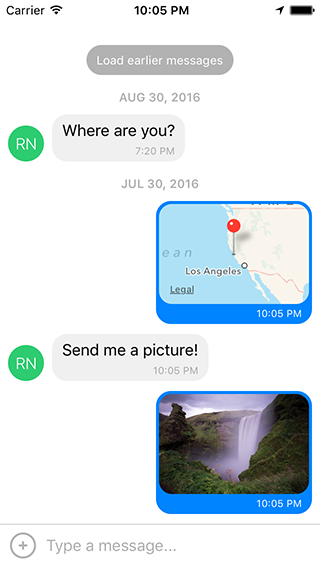 Carrier 10:05 PM
Load earlier messages
AUG 30, 2016
Where are you?
RN
7:20 PM
JUL 30, 2016
ean
Los Angeles
Legal
10:05 PM
Send me a picture!
RN
10:05 PM
10:05 PM
Type a message...